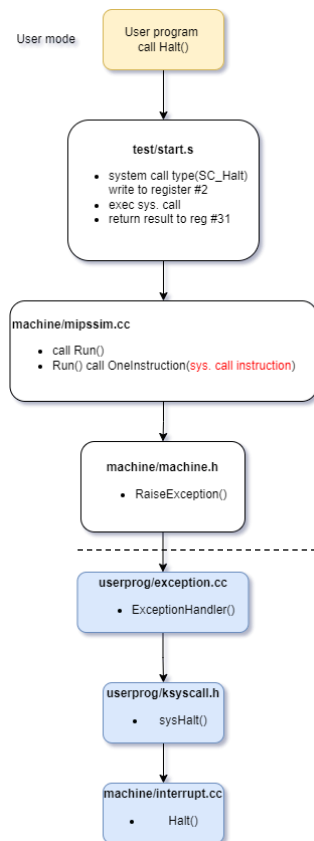 User mode
User program
call Halt()
test/start.s
• system call type(SC_Halt)
write to register #2
• exec sys. call
• return result to reg #31
machine/mipssim.cc
• call Run()
• Run() call OneInstruction(sys. call instruction)
machine/machine.h
• RaiseException()
userprog/exception.cc
• ExceptionHandler()
userprog/ksyscall.h
• sysHalt()
machine/interrupt.cc
• Halt()